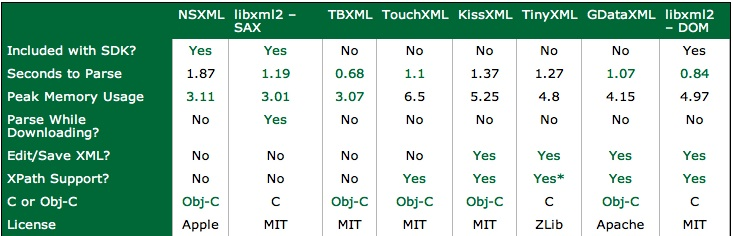 NSXML libxml2 – SAX TBXML TouchXML KissXML TinyXML GDataXML libxml2 – DOM
Included with SDK? Yes Yes No No No No No Yes
Seconds to Parse 1.87 1.19 0.68 1.1 1.37 1.27 1.07 0.84
Peak Memory Usage 3.11 3.01 3.07 6.5 5.25 4.8 4.15 4.97
Parse While Downloading? No Yes No No No No No No
Edit/Save XML? No No No No Yes Yes Yes Yes
XPath Support? No No No Yes Yes Yes* Yes Yes
C or Obj-C Obj-C C Obj-C Obj-C Obj-C C Obj-C C
License Apple MIT MIT MIT MIT ZLib Apache MIT